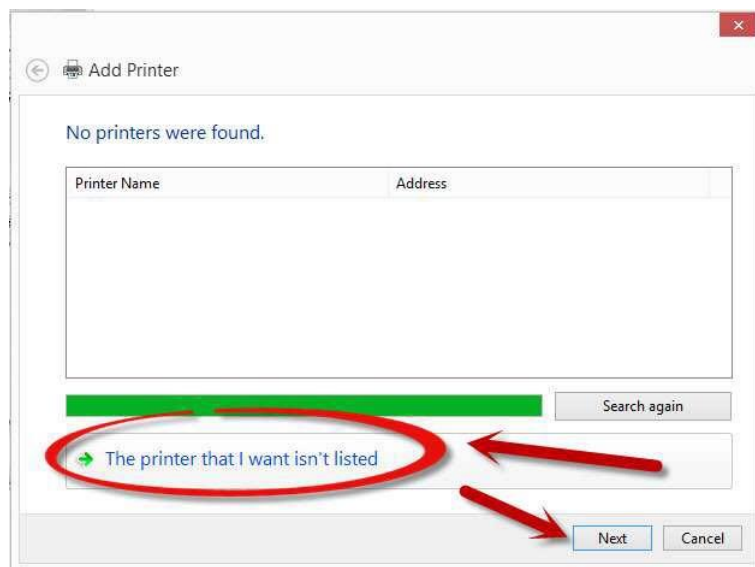 Add Printer
No printers were found.
Printer Name Address
Search again
The printer that I want isn't listed
Next Cancel